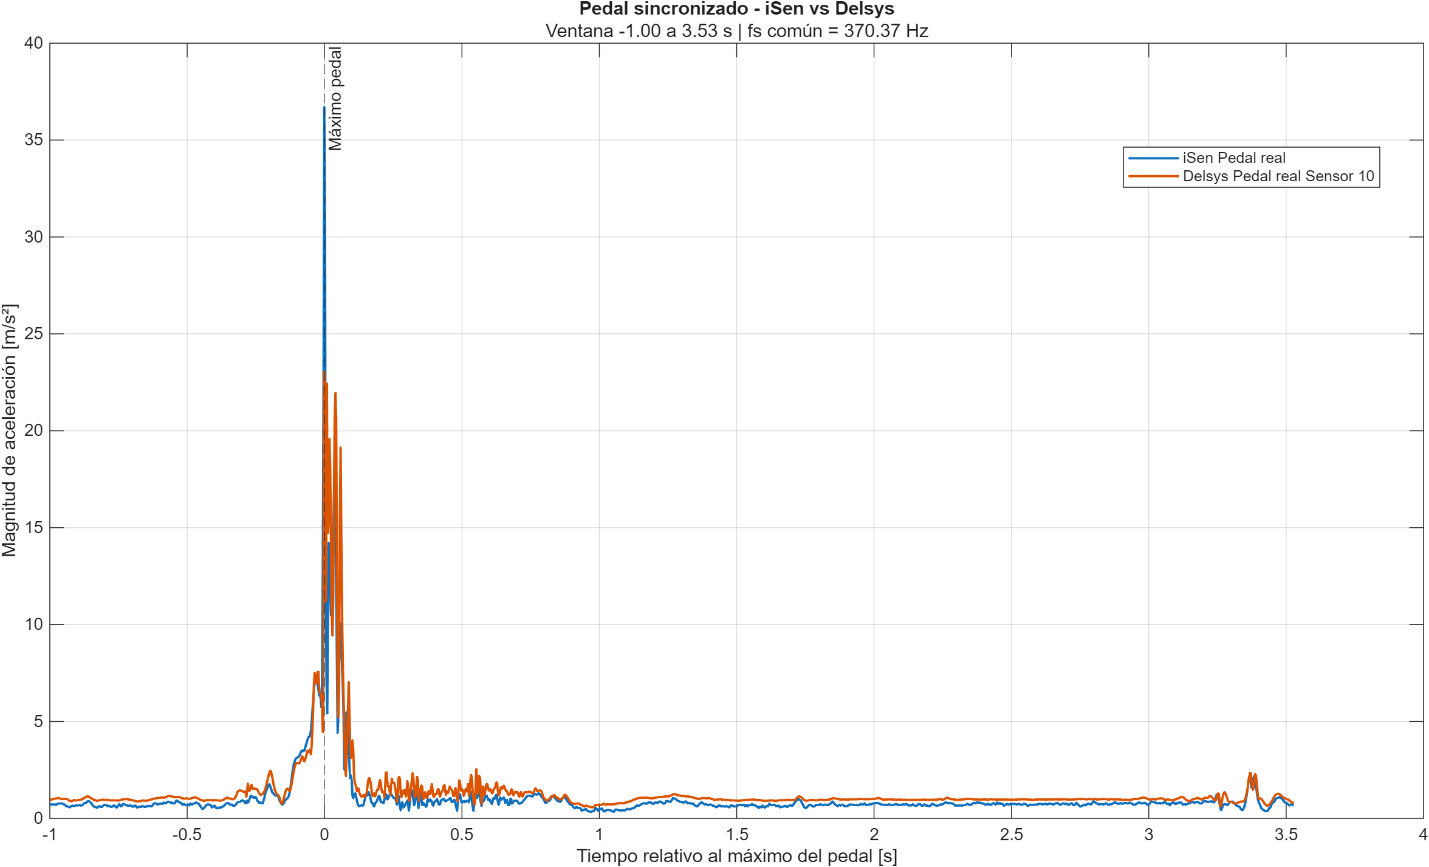 Pedal sincronizado - iSen vs Delsys
Ventana -1.00 a 3.53 s | fs común = 370.37 Hz
Máximo pedal
iSen Pedal real
Delsys Pedal real Sensor 10
Magnitud de aceleración [m/s²]
40
35
30
25
20
15
10
5
0
-1 -0.5 0 0.5 1 1.5 2 2.5 3 3.5 4
Tiempo relativo al máximo del pedal [s]